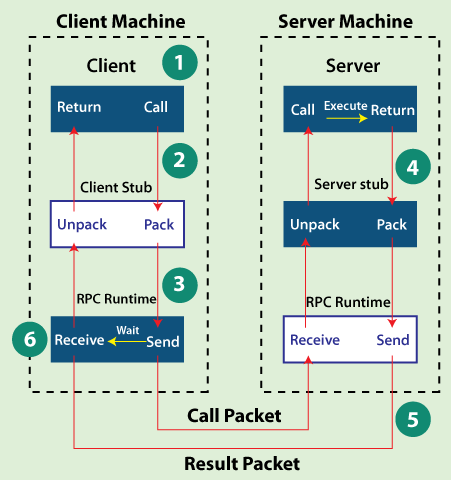 Client Machine
Server Machine
1
Client
Server
Return
Call
Call
Execute
Return
2
4
Client Stub
Server stub
Unpack
Pack
Unpack
Pack
3
RPC Runtime
RPC Runtime
6
Receive
Wait
Send
Receive
Send
Call Packet
5
Result Packet